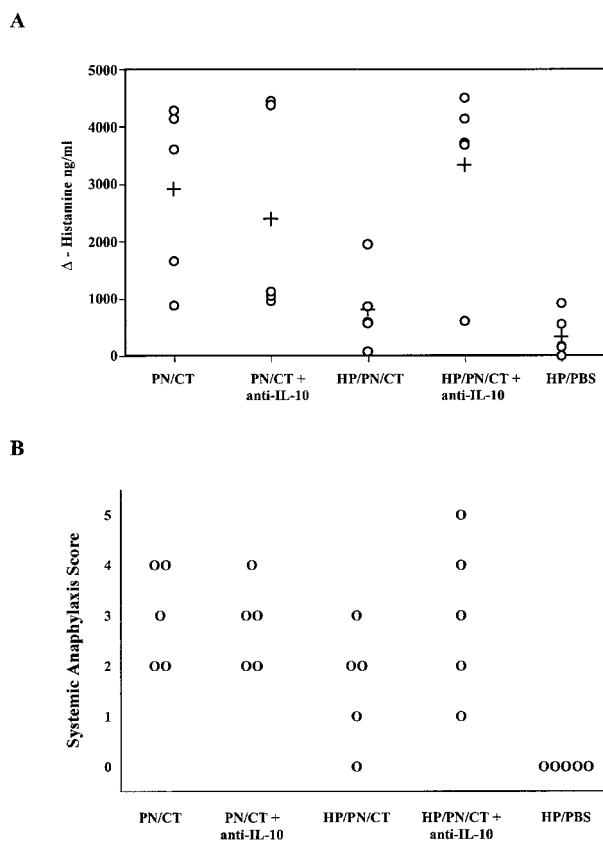 A
5000
4000
3000
2000
1000
0
Δ - Histamine ng/ml
PN/CT
PN/CT +
anti-IL-10
HP/PN/CT
HP/PN/CT +
anti-IL-10
HP/PBS
B
5
4
3
2
1
0
Systemic Anaphylaxis Score
PN/CT
PN/CT +
anti-IL-10
HP/PN/CT
HP/PN/CT +
anti-IL-10
HP/PBS